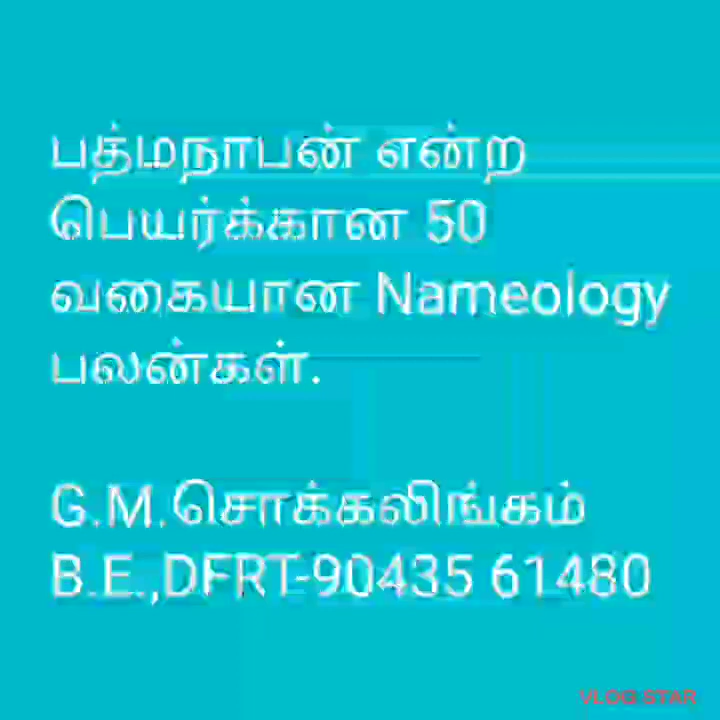 பத்மநாபன் என்ற
பெயர்க்கான 50
வகையான Nameology
பலன்கள்.
G.M.சொக்கலிங்கம்
B.E.,DFRT-90435 61480
VLOG STAR